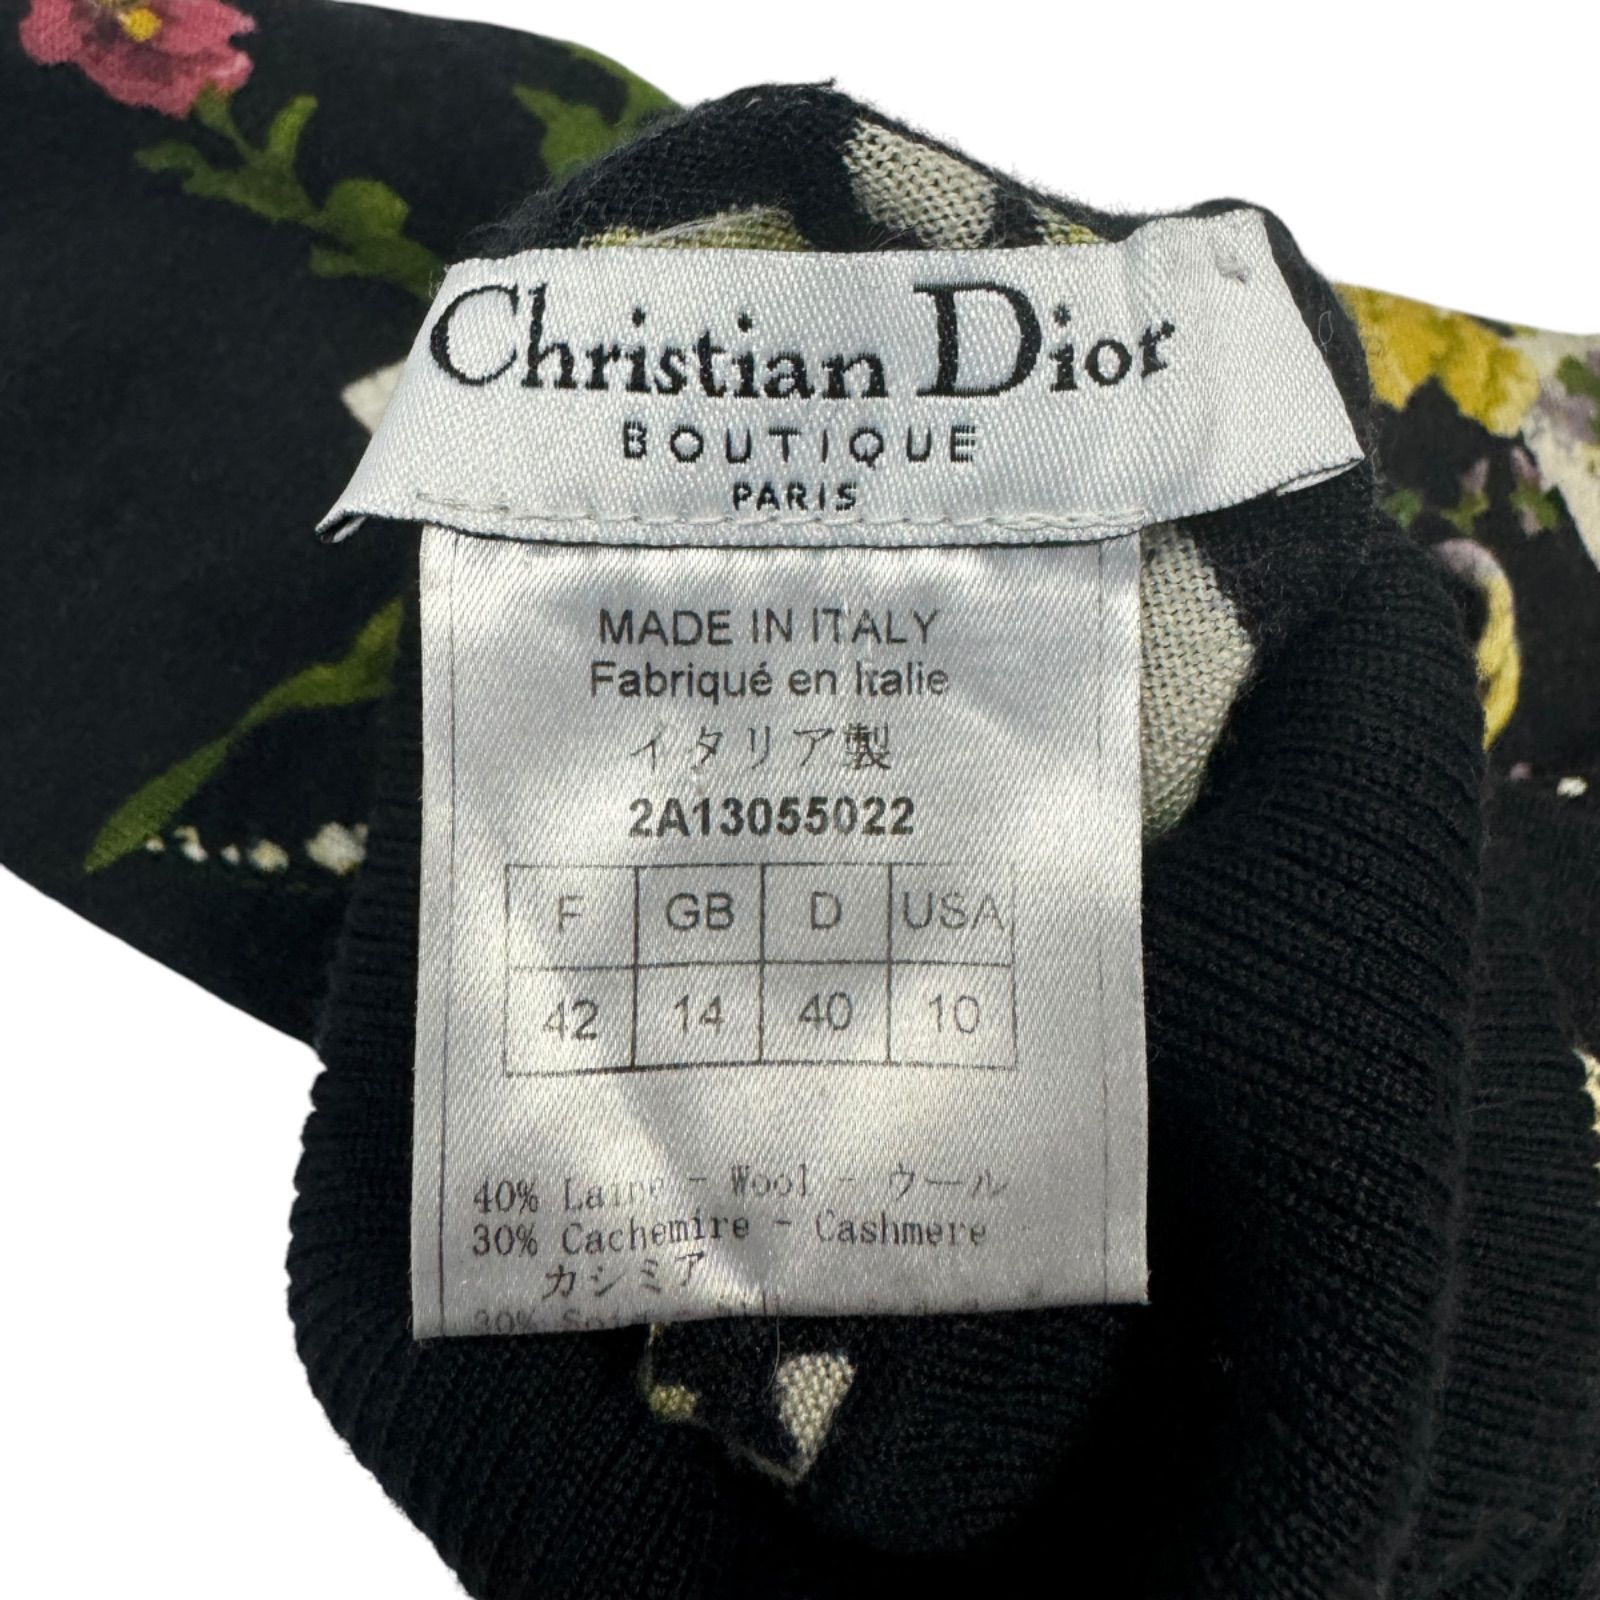 Christian Dior
BOUTIQUE
PARIS
MADE IN ITALY
Fabriqué en Italie
イタリア製
2A13055022
F GB D USA
42 14 40 10
40% Laine - Wool - ウール
30% Cachemire - Cashmere
カシミア
30%